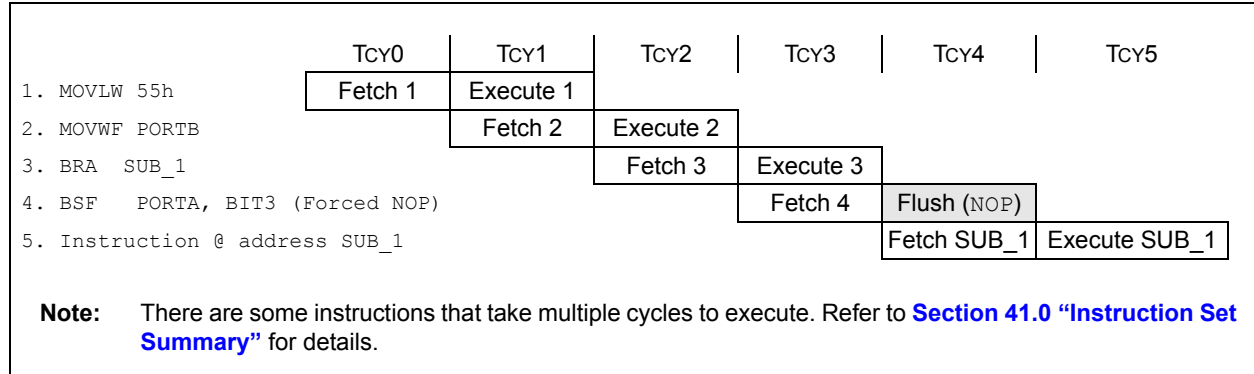 TCY0 TCY1 TCY2 TCY3 TCY4 TCY5
1. MOVLW 55h Fetch 1 Execute 1
2. MOVWF PORTB Fetch 2 Execute 2
3. BRA SUB_1 Fetch 3 Execute 3
4. BSF PORTA, BIT3 (Forced NOP) Fetch 4 Flush (NOP)
5. Instruction @ address SUB_1 Fetch SUB_1 Execute SUB_1
Note: There are some instructions that take multiple cycles to execute. Refer to Section 41.0 “Instruction Set
Summary” for details.